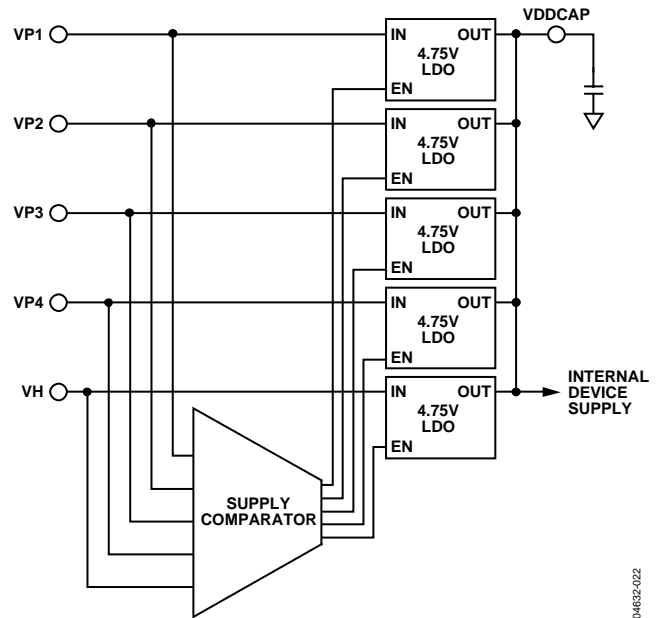 VDDCAP
VP1
IN OUT
4.75V
LDO
EN
VP2
IN OUT
4.75V
LDO
EN
VP3
IN OUT
4.75V
LDO
EN
VP4
IN OUT
4.75V
LDO
EN
VH
IN OUT
4.75V
LDO
EN
INTERNAL
DEVICE
SUPPLY
SUPPLY
COMPARATOR
04632-022